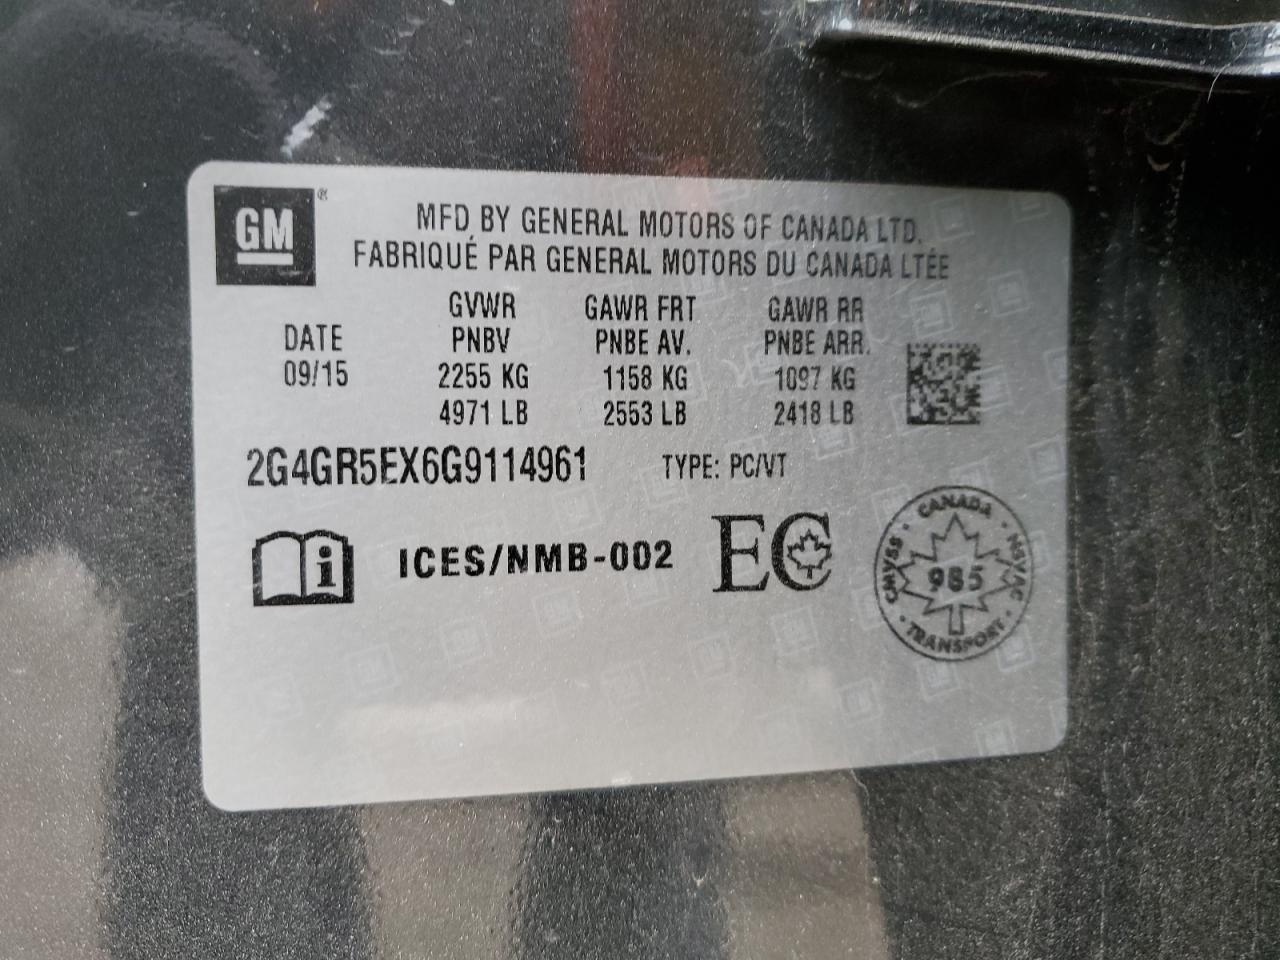 GM ®
MFD BY GENERAL MOTORS OF CANADA LTD.
FABRIQUÉ PAR GENERAL MOTORS DU CANADA LTÉE
GVWR GAWR FRT GAWR RR
DATE PNBV PNBE AV. PNBE ARR.
09/15 2255 KG 1158 KG 1097 KG
4971 LB 2553 LB 2418 LB
2G4GR5EX6G9114961 TYPE: PC/VT
i ICES/NMB-002 EC
CANADA
CMVSS 985 NSVAC
TRANSPORT